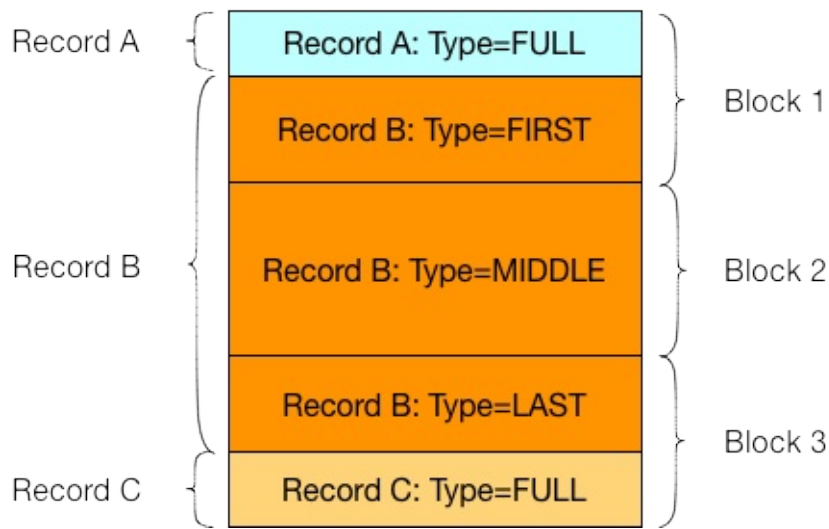 Record A
Record A: Type=FULL
Block 1
Record B: Type=FIRST
Record B
Record B: Type=MIDDLE
Block 2
Record B: Type=LAST
Block 3
Record C
Record C: Type=FULL